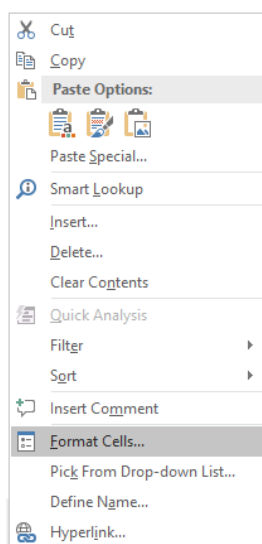 Cut
Copy
Paste Options:
a
Paste Special...
Smart Lookup
Insert...
Delete...
Clear Contents
Quick Analysis
Filter
Sort
Insert Comment
Format Cells...
Pick From Drop-down List...
Define Name...
Hyperlink...